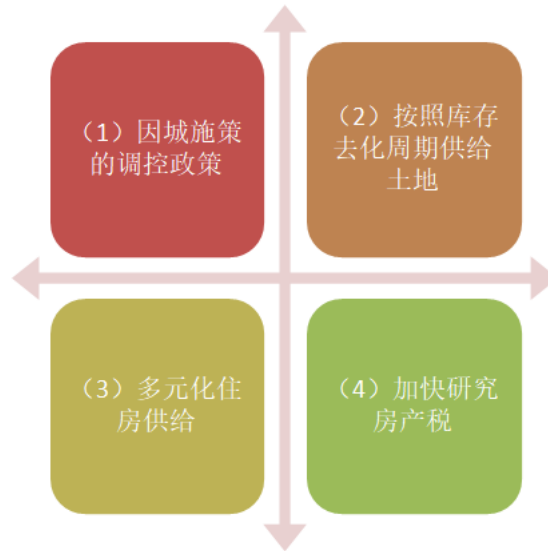 （1）因城施策
的调控政策
（2）按照库存
去化周期供给
土地
（3）多元化住
房供给
（4）加快研究
房产税